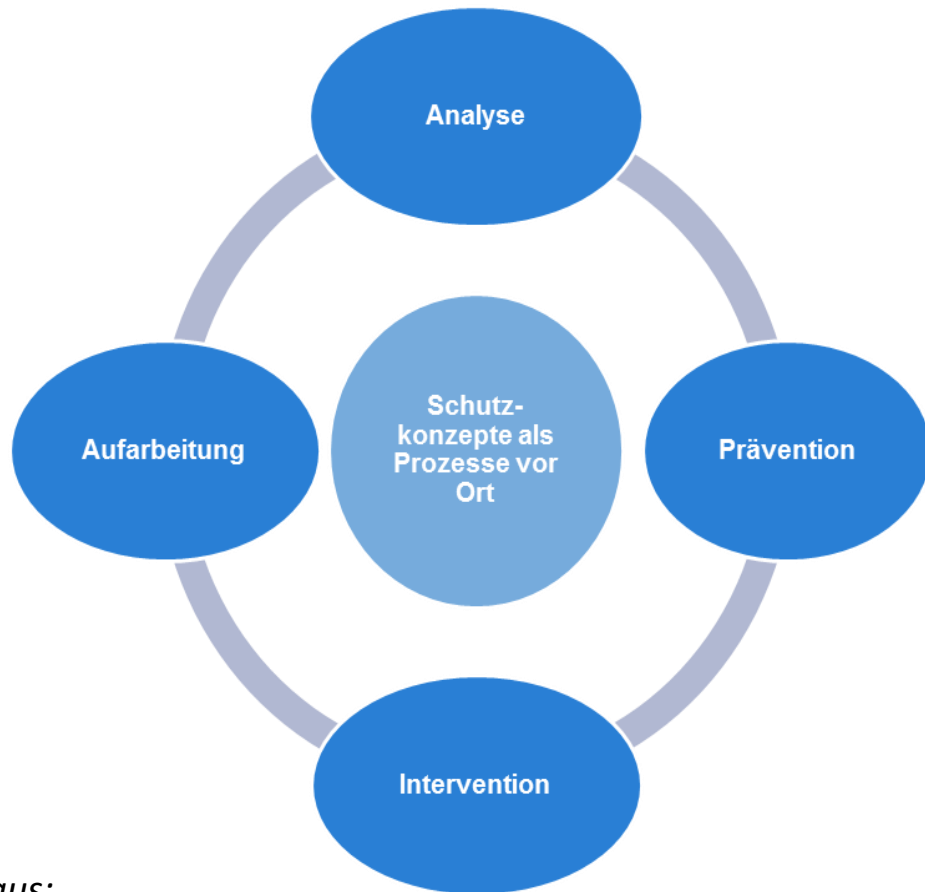 Analyse
Aufarbeitung
Schutz-
konzepte als
Prozesse vor
Ort
Prävention
Intervention
aus: